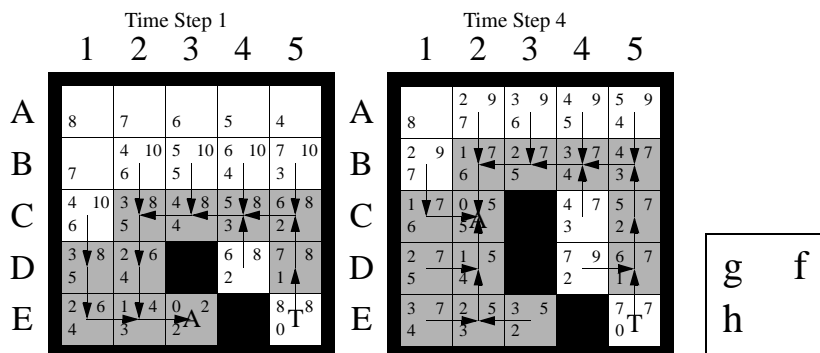 Time Step 1
1 2 3 4 5
A
8 7 6 5 4
B
4 10 5 10 6 10 7 10
7 6 5 4 3
C
4 10 3 8 4 8 5 8 6 8
6 5 4 3 2
D
3 8 2 6 6 8 7 8
5 4 2 1
E
2 6 1 4 0 2 8 8
A T
4 3 2 0
Time Step 4
1 2 3 4 5
A
2 9 3 9 4 9 5 9
8 7 6 5 4
B
2 9 1 7 2 7 3 7 4 7
7 6 5 4 3
C
1 7 0 5 4 7 5 7
A
6 5 3 2
D
2 7 1 5 7 9 6 7
5 4 2 1
E
3 7 2 5 3 5 7 7
T
4 3 2 0
g f
h